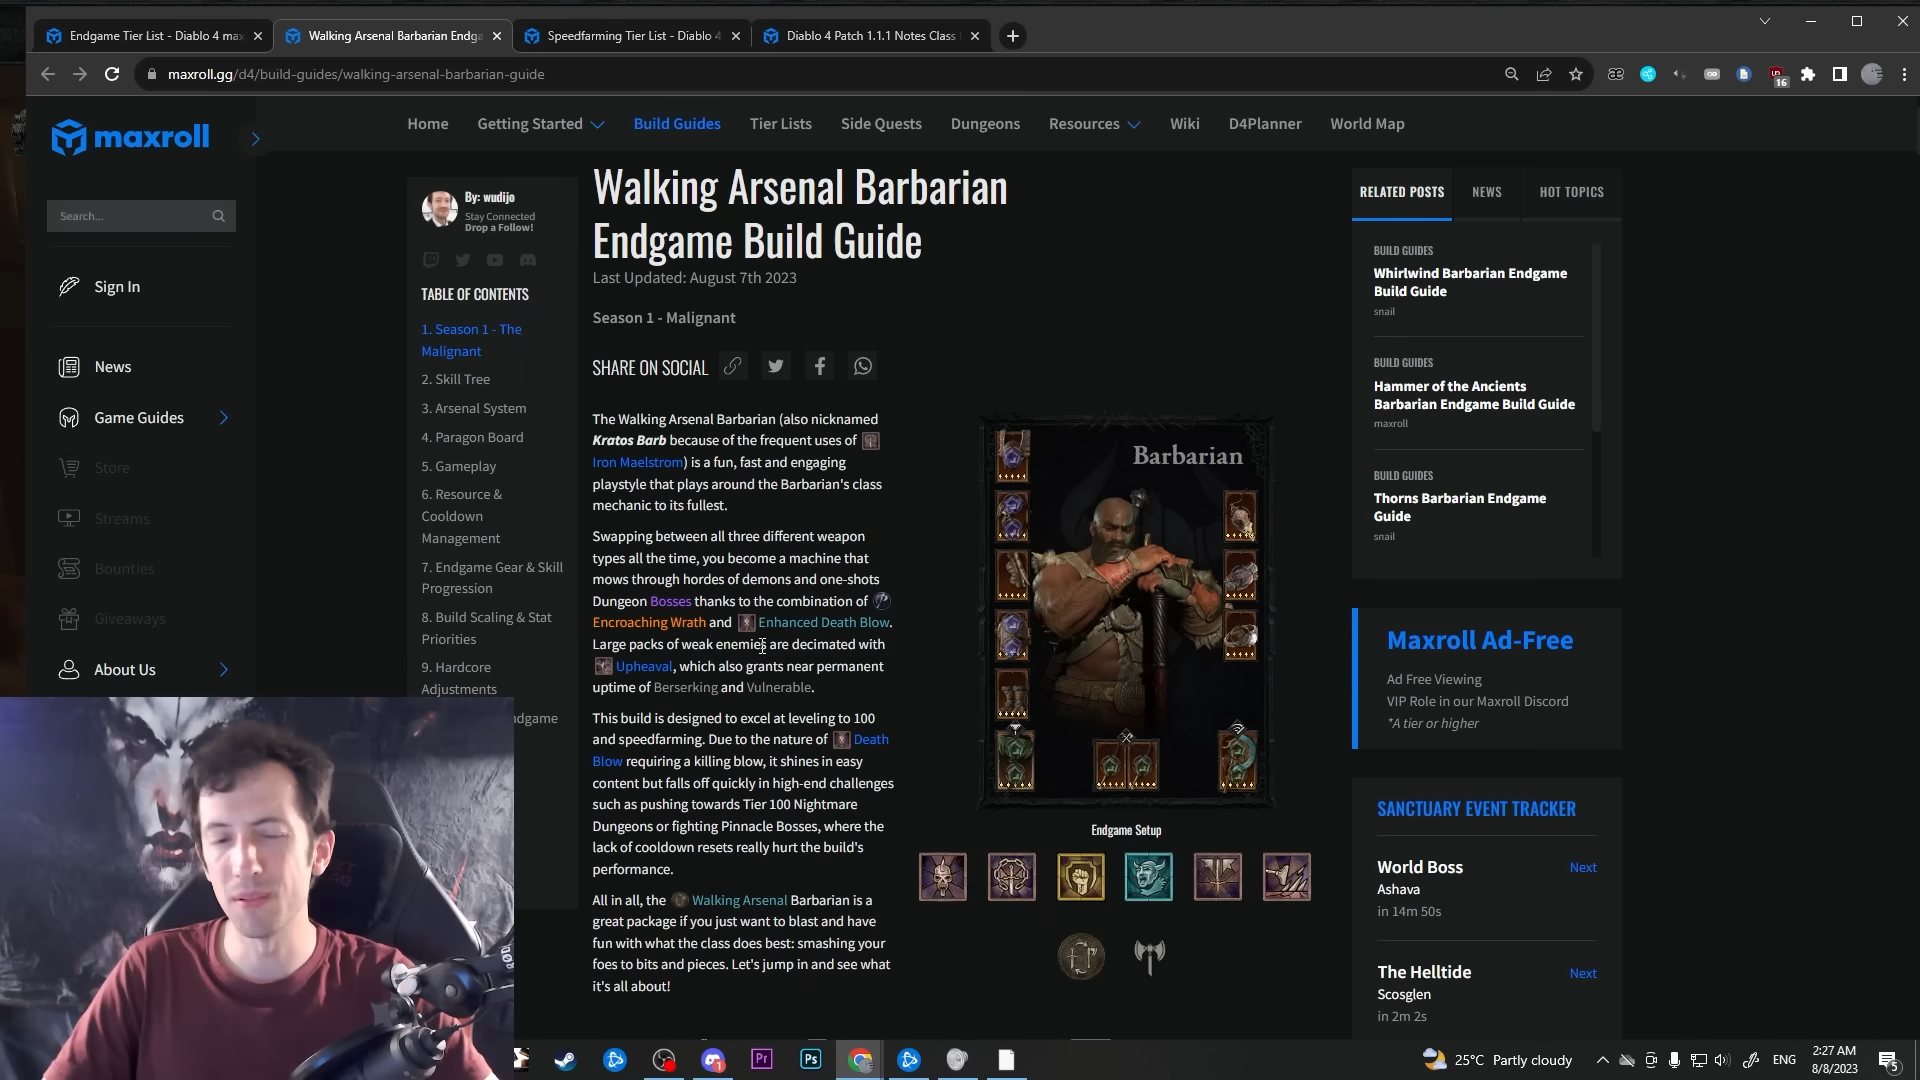 Endgame Tier List - Diablo 4 max
Walking Arsenal Barbarian Endga
Speedfarming Tier List - Diablo 4
Diablo 4 Patch 1.1.1 Notes Class
maxroll.gg/d4/build-guides/walking-arsenal-barbarian-guide
16
maxroll
Home
Getting Started
Build Guides
Tier Lists
Side Quests
Dungeons
Resources
Wiki
D4Planner
World Map
Search...
Sign In
News
Game Guides
Store
Streams
Bounties
Giveaways
About Us
By: wudijo
Stay Connected
Drop a Follow!
TABLE OF CONTENTS
1. Season 1 - The
Malignant
2. Skill Tree
3. Arsenal System
4. Paragon Board
5. Gameplay
6. Resource &
Cooldown
Management
7. Endgame Gear & Skill
Progression
8. Build Scaling & Stat
Priorities
9. Hardcore
Adjustments
ndgame
Walking Arsenal Barbarian
Endgame Build Guide
Last Updated: August 7th 2023
Season 1 - Malignant
SHARE ON SOCIAL
The Walking Arsenal Barbarian (also nicknamed
Kratos Barb because of the frequent uses of
Iron Maelstrom) is a fun, fast and engaging
playstyle that plays around the Barbarian's class
mechanic to its fullest.
Swapping between all three different weapon
types all the time, you become a machine that
mows through hordes of demons and one-shots
Dungeon Bosses thanks to the combination of
Encroaching Wrath and Enhanced Death Blow.
Large packs of weak enemies are decimated with
Upheaval, which also grants near permanent
uptime of Berserking and Vulnerable.
This build is designed to excel at leveling to 100
and speedfarming. Due to the nature of Death
Blow requiring a killing blow, it shines in easy
content but falls off quickly in high-end challenges
such as pushing towards Tier 100 Nightmare
Dungeons or fighting Pinnacle Bosses, where the
lack of cooldown resets really hurt the build's
performance.
All in all, the Walking Arsenal Barbarian is a
great package if you just want to blast and have
fun with what the class does best: smashing your
foes to bits and pieces. Let's jump in and see what
it's all about!
Barbarian
Endgame Setup
RELATED POSTS
NEWS
HOT TOPICS
BUILD GUIDES
Whirlwind Barbarian Endgame
Build Guide
snail
BUILD GUIDES
Hammer of the Ancients
Barbarian Endgame Build Guide
maxroll
BUILD GUIDES
Thorns Barbarian Endgame
Guide
snail
Maxroll Ad-Free
Ad Free Viewing
VIP Role in our Maxroll Discord
*A tier or higher
SANCTUARY EVENT TRACKER
World Boss
Next
Ashava
in 14m 50s
The Helltide
Next
Scosglen
in 2m 2s
1
Pr
Ps
25°C Partly cloudy
ENG
2:27 AM
8/8/2023
5